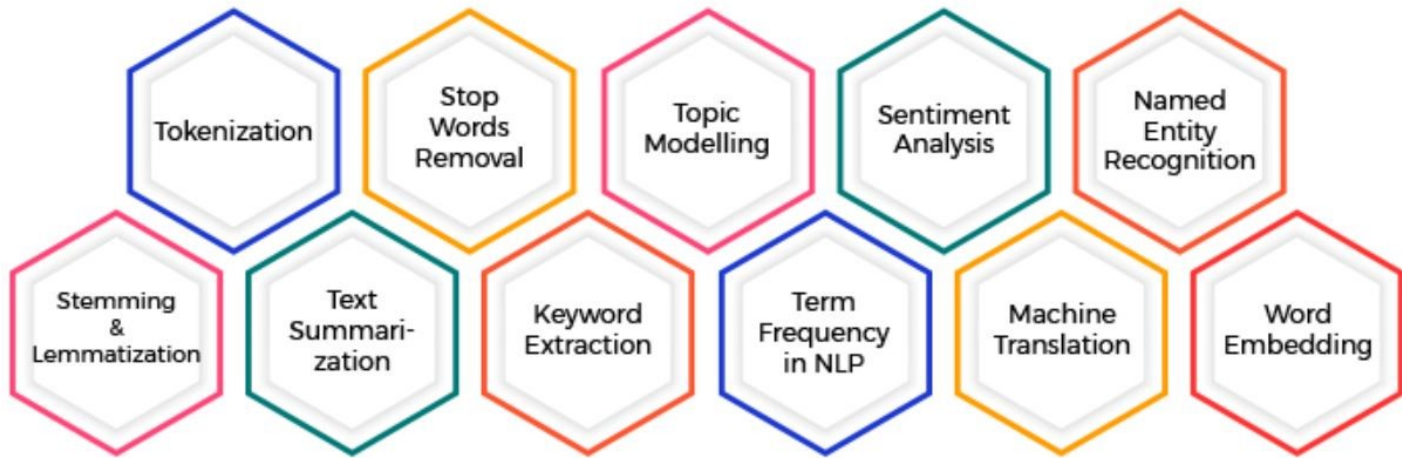 Tokenization
Stop
Words
Removal
Topic
Modelling
Sentiment
Analysis
Named
Entity
Recognition
Stemming
&
Lemmatization
Text
Summari-
zation
Keyword
Extraction
Term
Frequency
in NLP
Machine
Translation
Word
Embedding